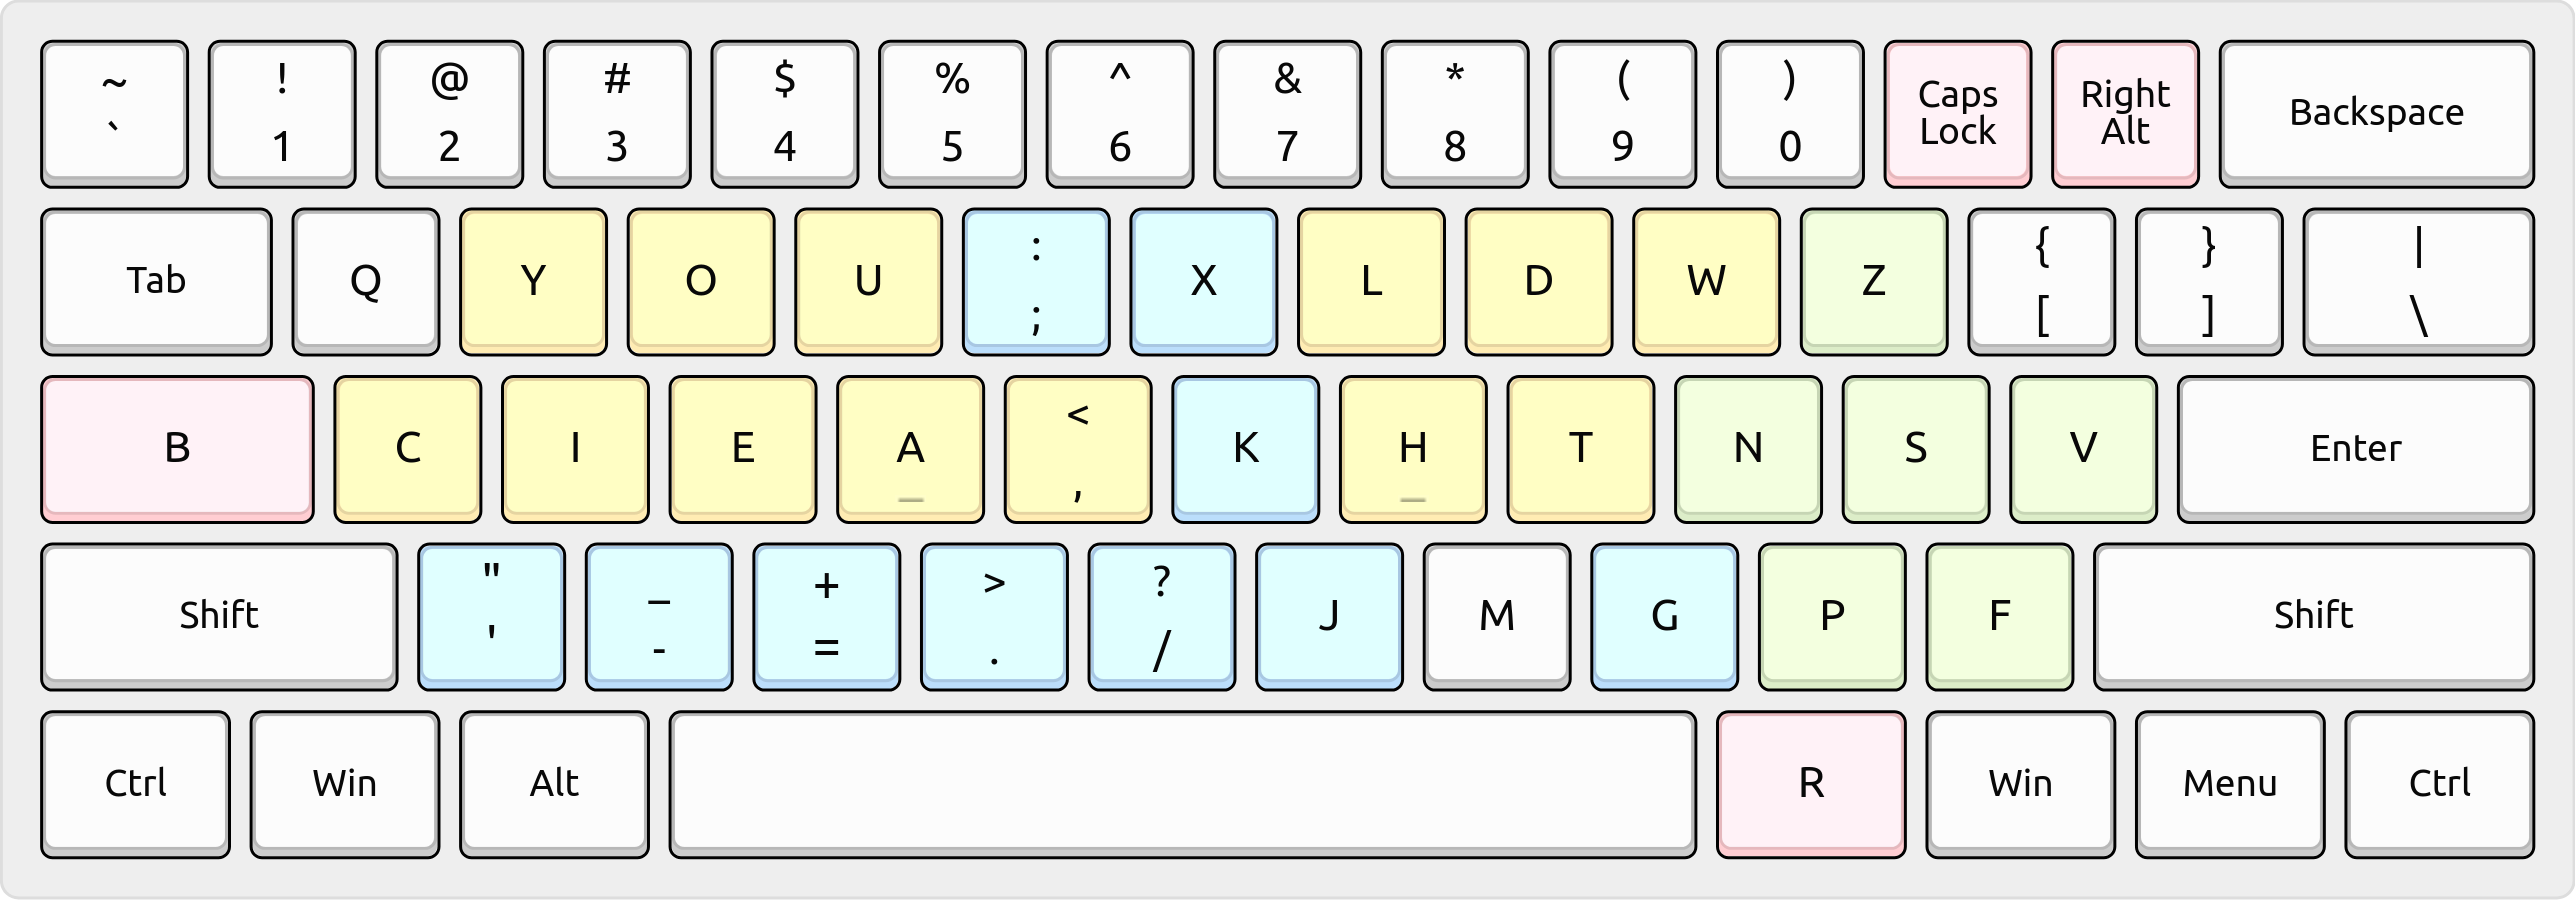 ~ ! @ # $ % ^ & * ( ) Caps Right
` 1 2 3 4 5 6 7 8 9 0 Lock Alt Backspace
Tab Q Y O U : X L D W Z { } |
; [ ] \
B C I E A < K H T N S V Enter
_ , _
Shift " _ + > ? J M G P F Shift
' - = . /
Ctrl Win Alt R Win Menu Ctrl